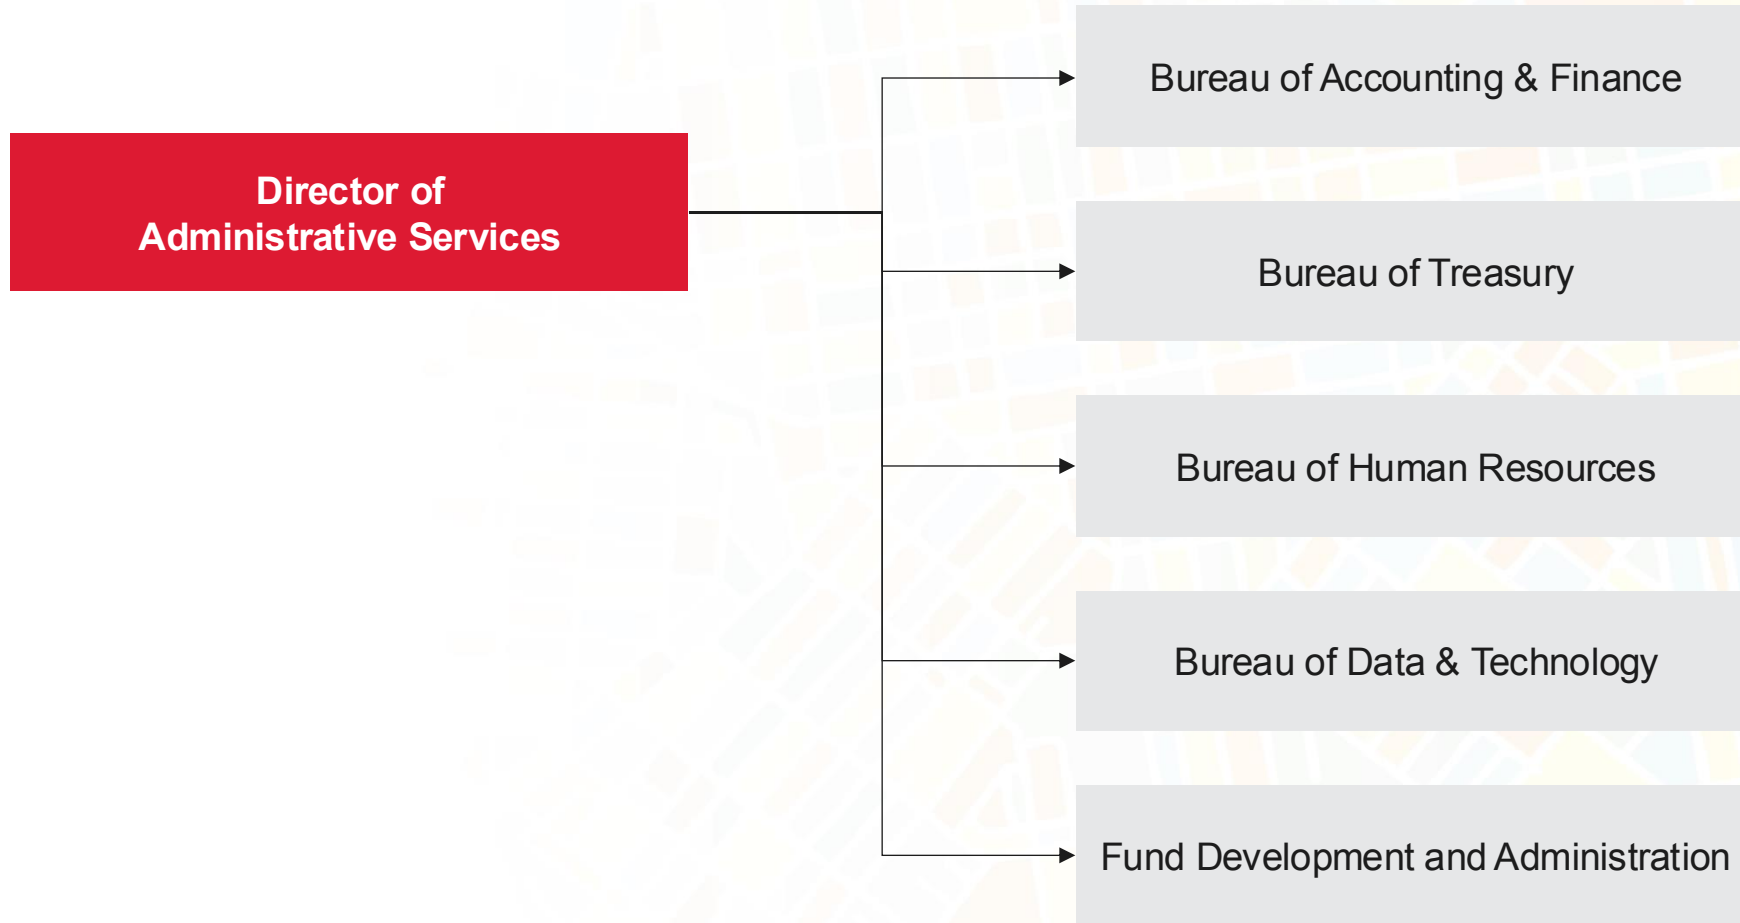 Director of
Administrative Services
Bureau of Accounting & Finance
Bureau of Treasury
Bureau of Human Resources
Bureau of Data & Technology
Fund Development and Administration